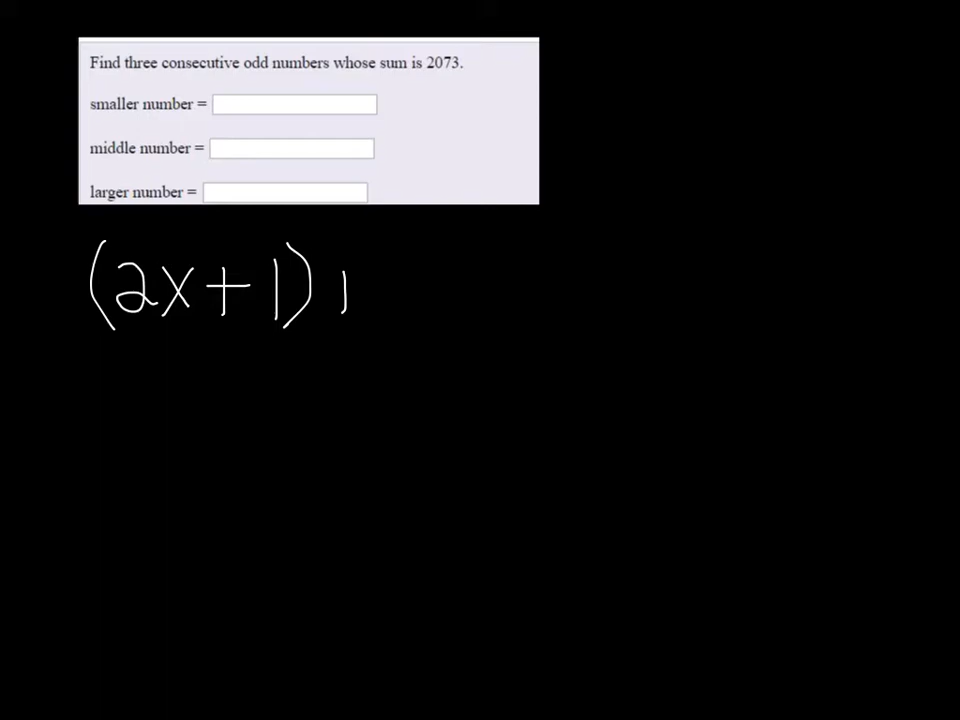 Find three consecutive odd numbers whose sum is 2073.
smaller number =
middle number =
larger number =
(2x+1)